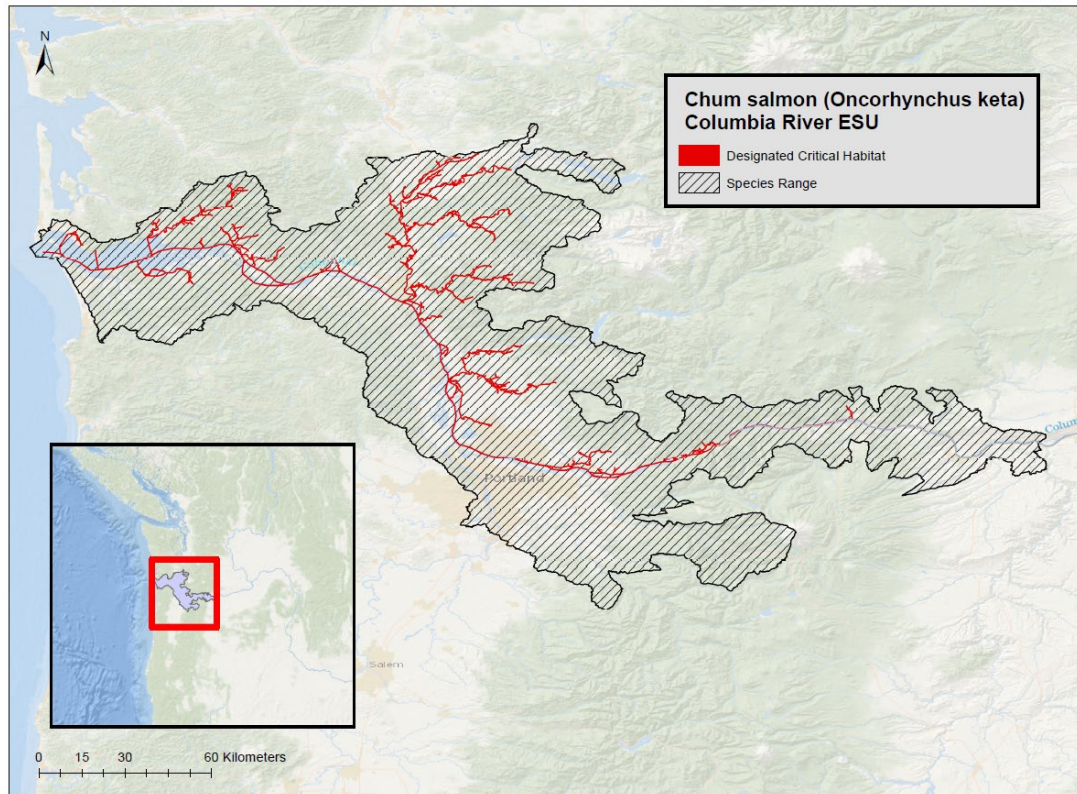 N
Chum salmon (Oncorhynchus keta)
Columbia River ESU
Designated Critical Habitat
Species Range
Colum
Portland
Salem
0 15 30 60 Kilometers